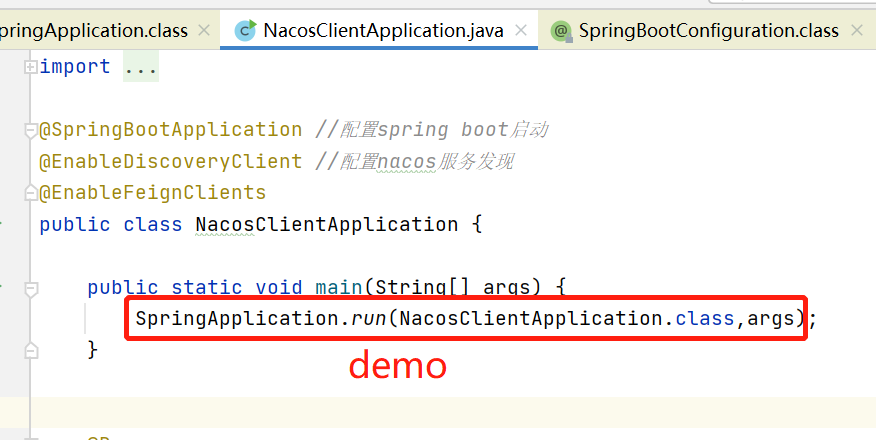 pringApplication.class
NacosClientApplication.java
SpringBootConfiguration.class
import ...
@SpringBootApplication //配置spring boot启动
@EnableDiscoveryClient //配置nacos服务发现
@EnableFeignClients
public class NacosClientApplication {
public static void main(String[] args) {
SpringApplication.run(NacosClientApplication.class,args);
}
demo